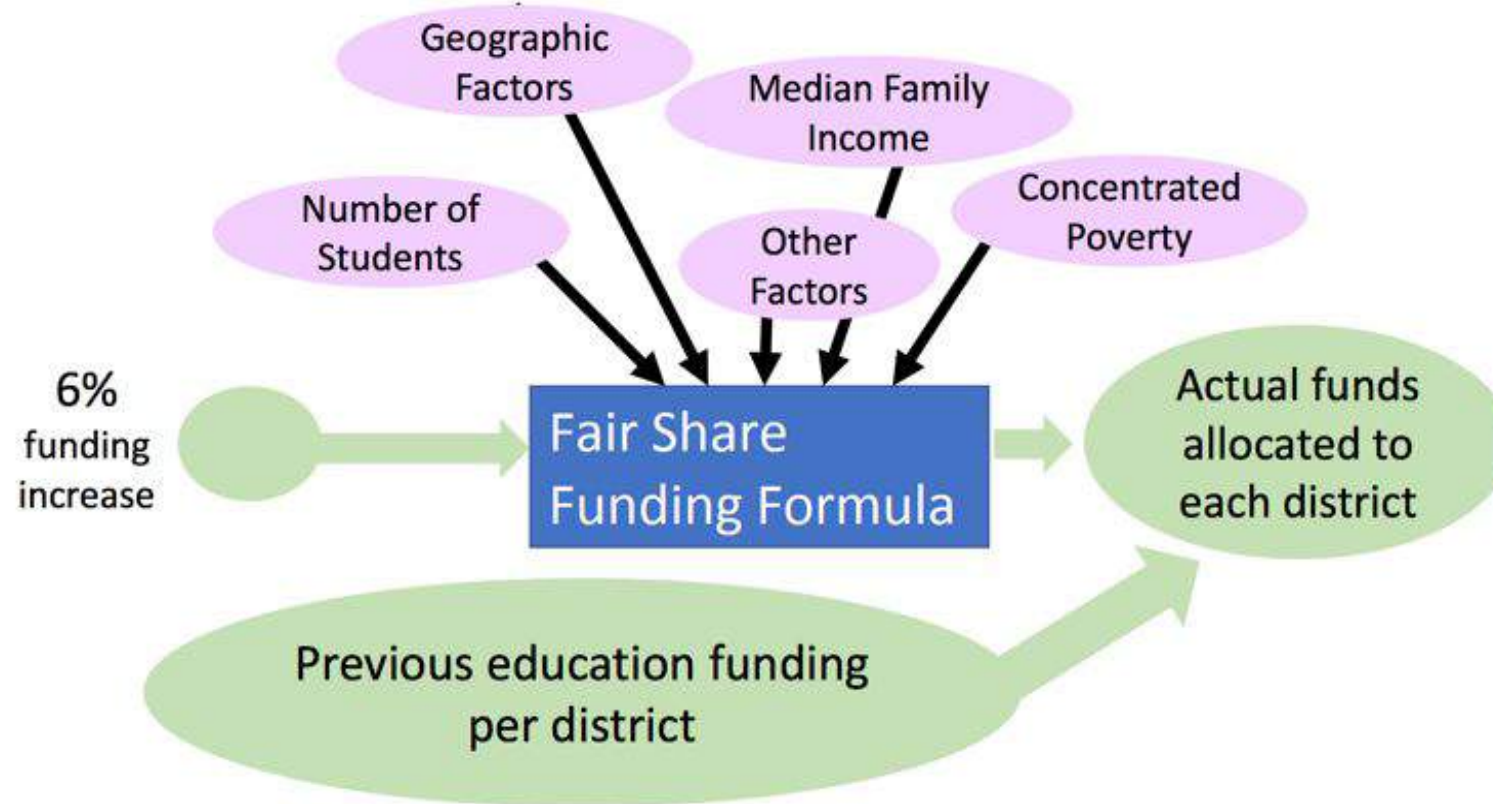 Geographic
Factors
Median Family
Income
Number of
Students
Other
Factors
Concentrated
Poverty
6%
funding
increase
Fair Share
Funding Formula
Actual funds
allocated to
each district
Previous education funding
per district